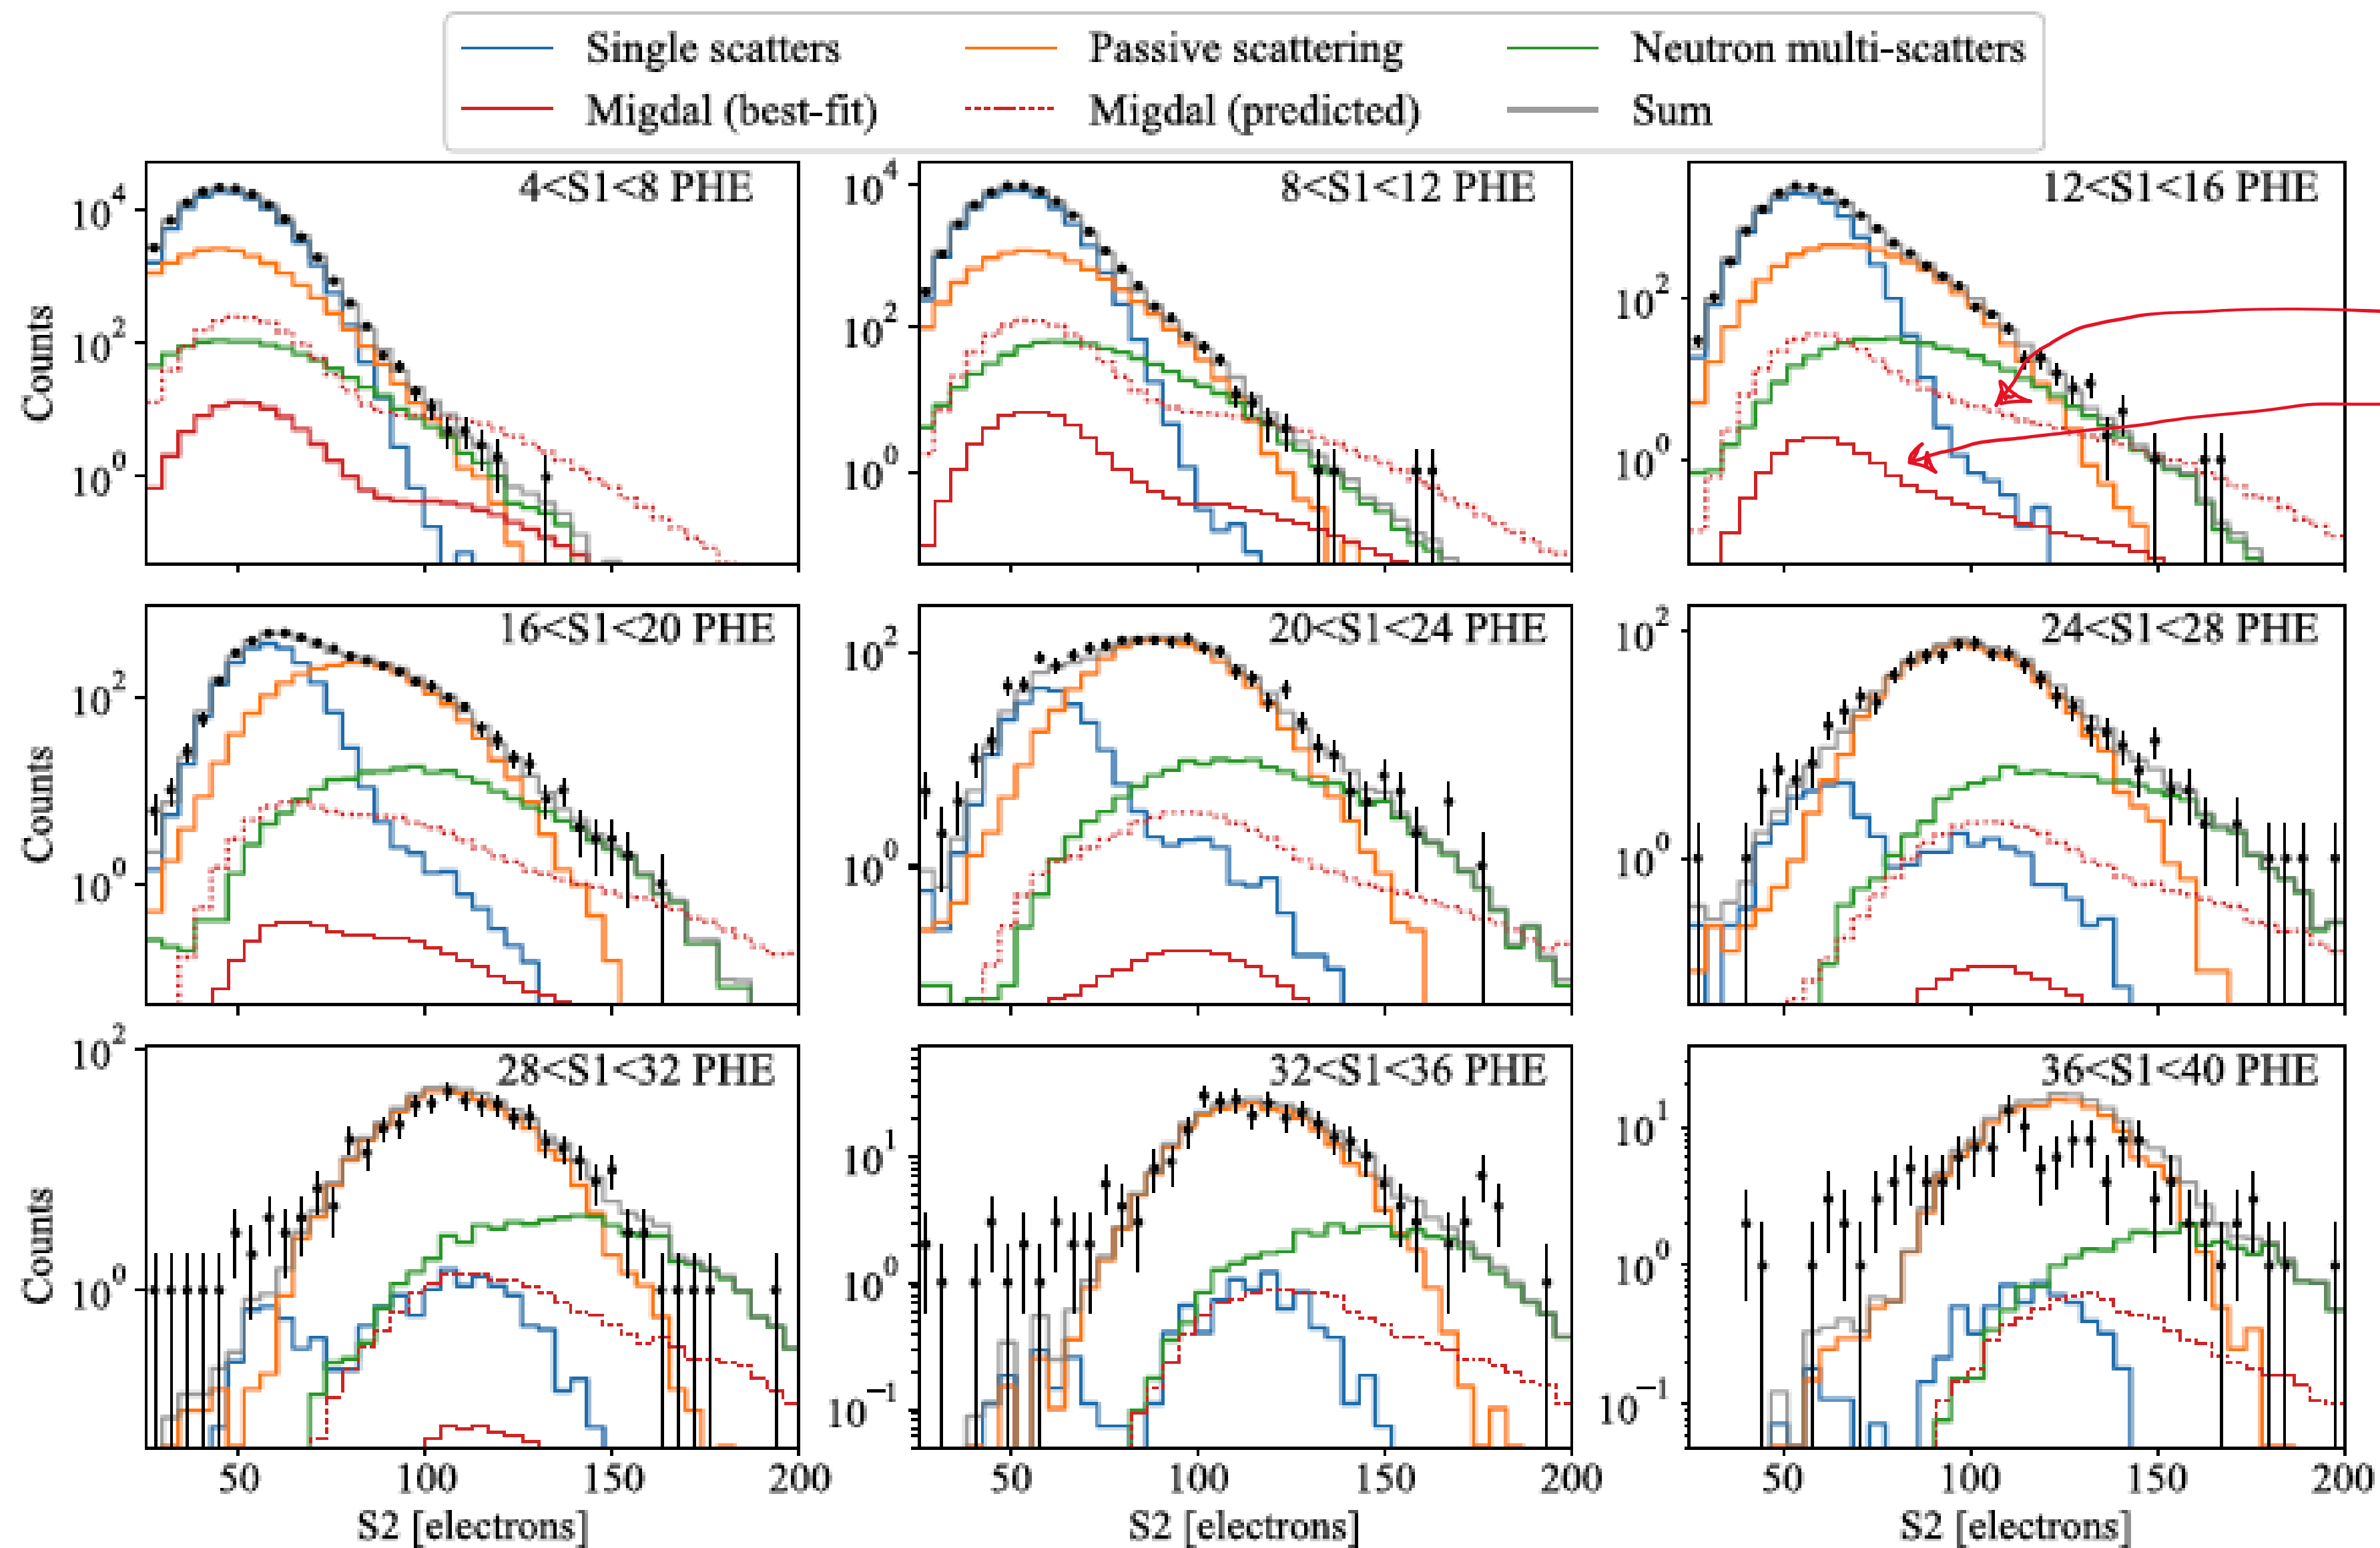 Single scatters Passive scattering Neutron multi-scatters
Migdal (best-fit) Migdal (predicted) Sum
4<S1<8 PHE 8<S1<12 PHE 12<S1<16 PHE
Counts
10^4 10^2 10^0
10^4 10^2 10^0
10^2 10^0
50 100 150 200
16<S1<20 PHE 20<S1<24 PHE 24<S1<28 PHE
Counts
10^2 10^0
10^2 10^0
10^2 10^0
28<S1<32 PHE 32<S1<36 PHE 36<S1<40 PHE
Counts
10^2 10^0
10^1 10^0 10^−1
10^1 10^0 10^−1
50 100 150 200
50 100 150 200
S2 [electrons] S2 [electrons] S2 [electrons]